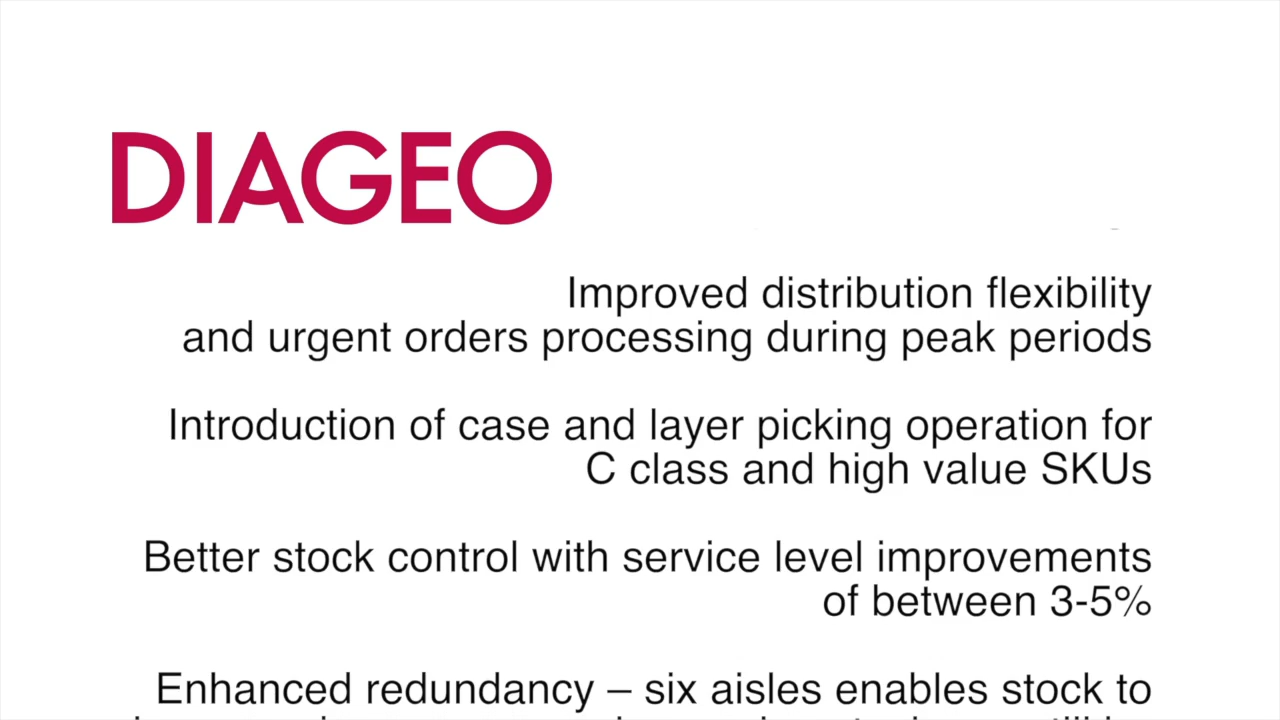 DIAGEO
Improved distribution flexibility
and urgent orders processing during peak periods
Introduction of case and layer picking operation for
C class and high value SKUs
Better stock control with service level improvements
of between 3-5%
Enhanced redundancy – six aisles enables stock to